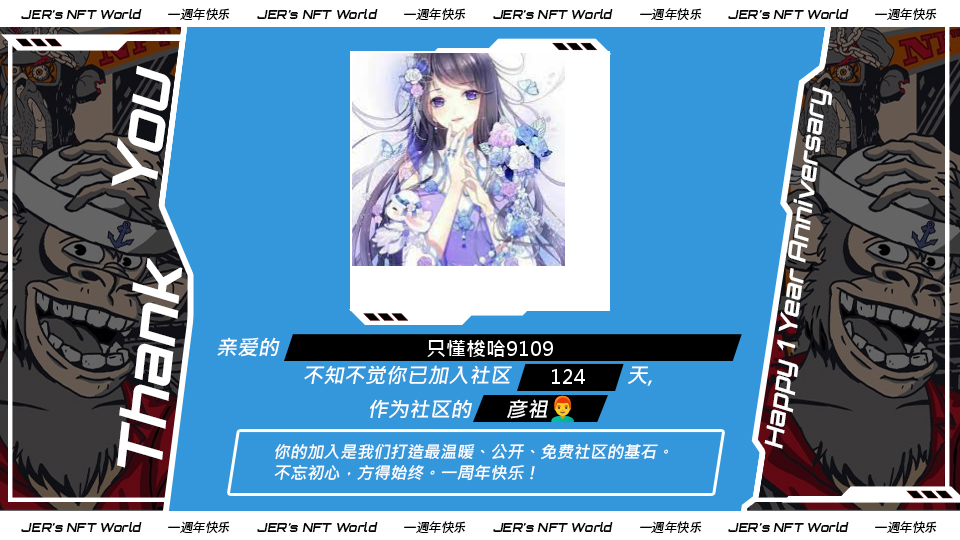 JER's NFT World 一週年快乐 JER's NFT World 一週年快乐 JER's NFT World 一週年快乐 JER's NFT World 一週年快乐
Thank You
亲爱的 只懂梭哈9109
不知不觉你已加入社区 124 天,
作为社区的 彦祖👨‍🦰
你的加入是我们打造最温暖、公开、免费社区的基石。
不忘初心，方得始终。一周年快乐！
Happy 1 Year Anniversary
JER's NFT World 一週年快乐 JER's NFT World 一週年快乐 JER's NFT World 一週年快乐 JER's NFT World 一週年快乐